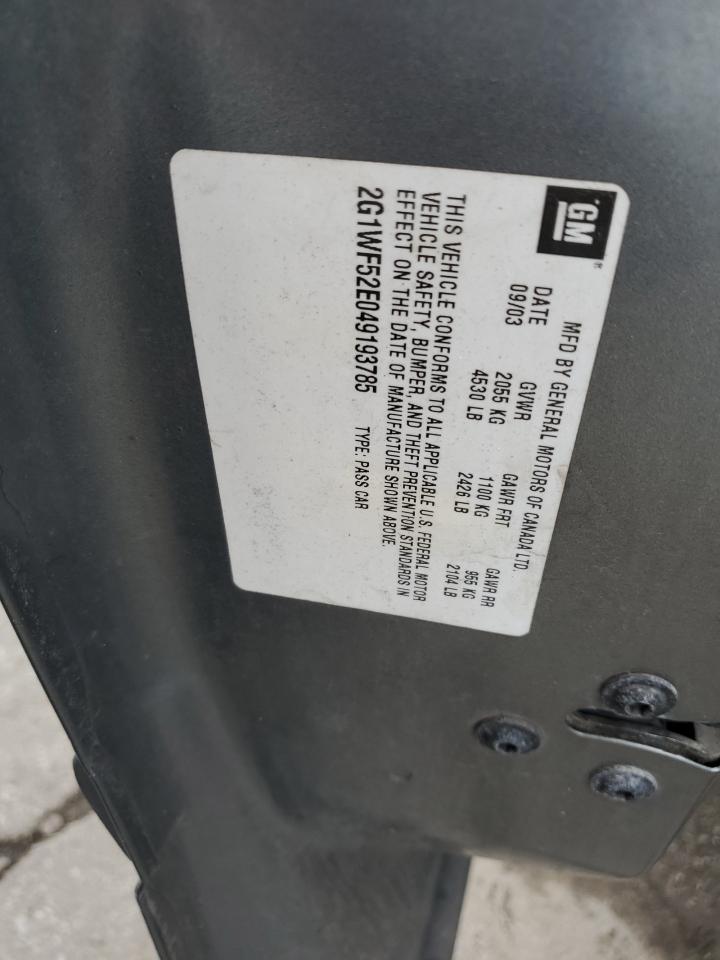 GM®
MFD BY GENERAL MOTORS OF CANADA LTD.
DATE GVWR GAWR FRT GAWR RR
09/03 2055 KG 1100 KG 955 KG
4530 LB 2426 LB 2104 LB
THIS VEHICLE CONFORMS TO ALL APPLICABLE U.S. FEDERAL MOTOR
VEHICLE SAFETY, BUMPER, AND THEFT PREVENTION STANDARDS IN
EFFECT ON THE DATE OF MANUFACTURE SHOWN ABOVE.
2G1WF52E049193785 TYPE: PASS CAR